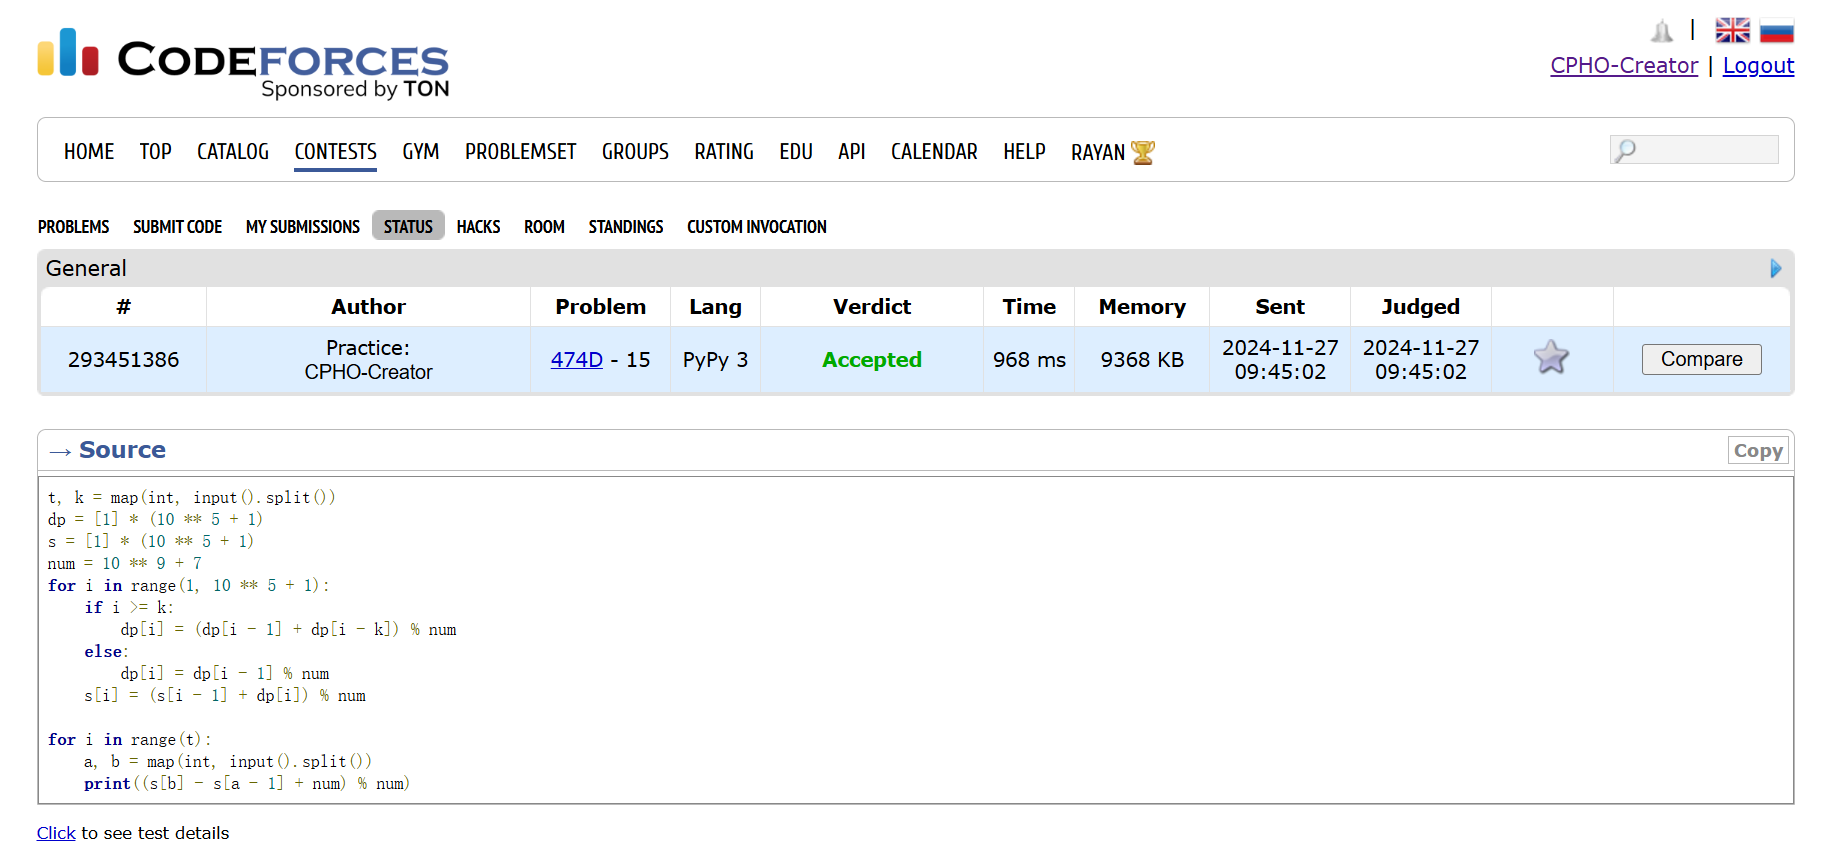 CODEFORCES
Sponsored by TON
|
CPHO-Creator | Logout
HOME TOP CATALOG CONTESTS GYM PROBLEMSET GROUPS RATING EDU API CALENDAR HELP RAYAN
PROBLEMS SUBMIT CODE MY SUBMISSIONS STATUS HACKS ROOM STANDINGS CUSTOM INVOCATION
General
# Author Problem Lang Verdict Time Memory Sent Judged
293451386 Practice: CPHO-Creator 474D - 15 PyPy 3 Accepted 968 ms 9368 KB 2024-11-27 09:45:02 2024-11-27 09:45:02 Compare
→ Source Copy
t, k = map(int, input().split())
dp = [1] * (10 ** 5 + 1)
s = [1] * (10 ** 5 + 1)
num = 10 ** 9 + 7
for i in range(1, 10 ** 5 + 1):
    if i >= k:
        dp[i] = (dp[i - 1] + dp[i - k]) % num
    else:
        dp[i] = dp[i - 1] % num
    s[i] = (s[i - 1] + dp[i]) % num

for i in range(t):
    a, b = map(int, input().split())
    print((s[b] - s[a - 1] + num) % num)
Click to see test details